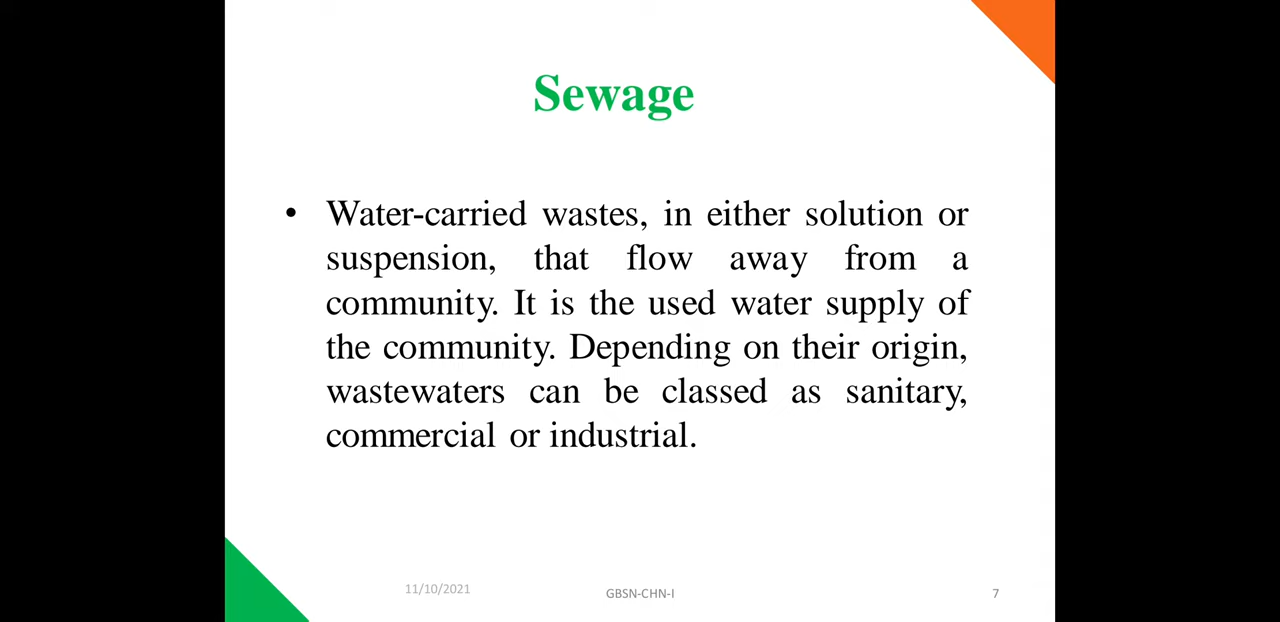 Sewage
• Water-carried wastes, in either solution or
suspension, that flow away from a
community. It is the used water supply of
the community. Depending on their origin,
wastewaters can be classed as sanitary,
commercial or industrial.
11/10/2021
GBSN-CHN-I
7